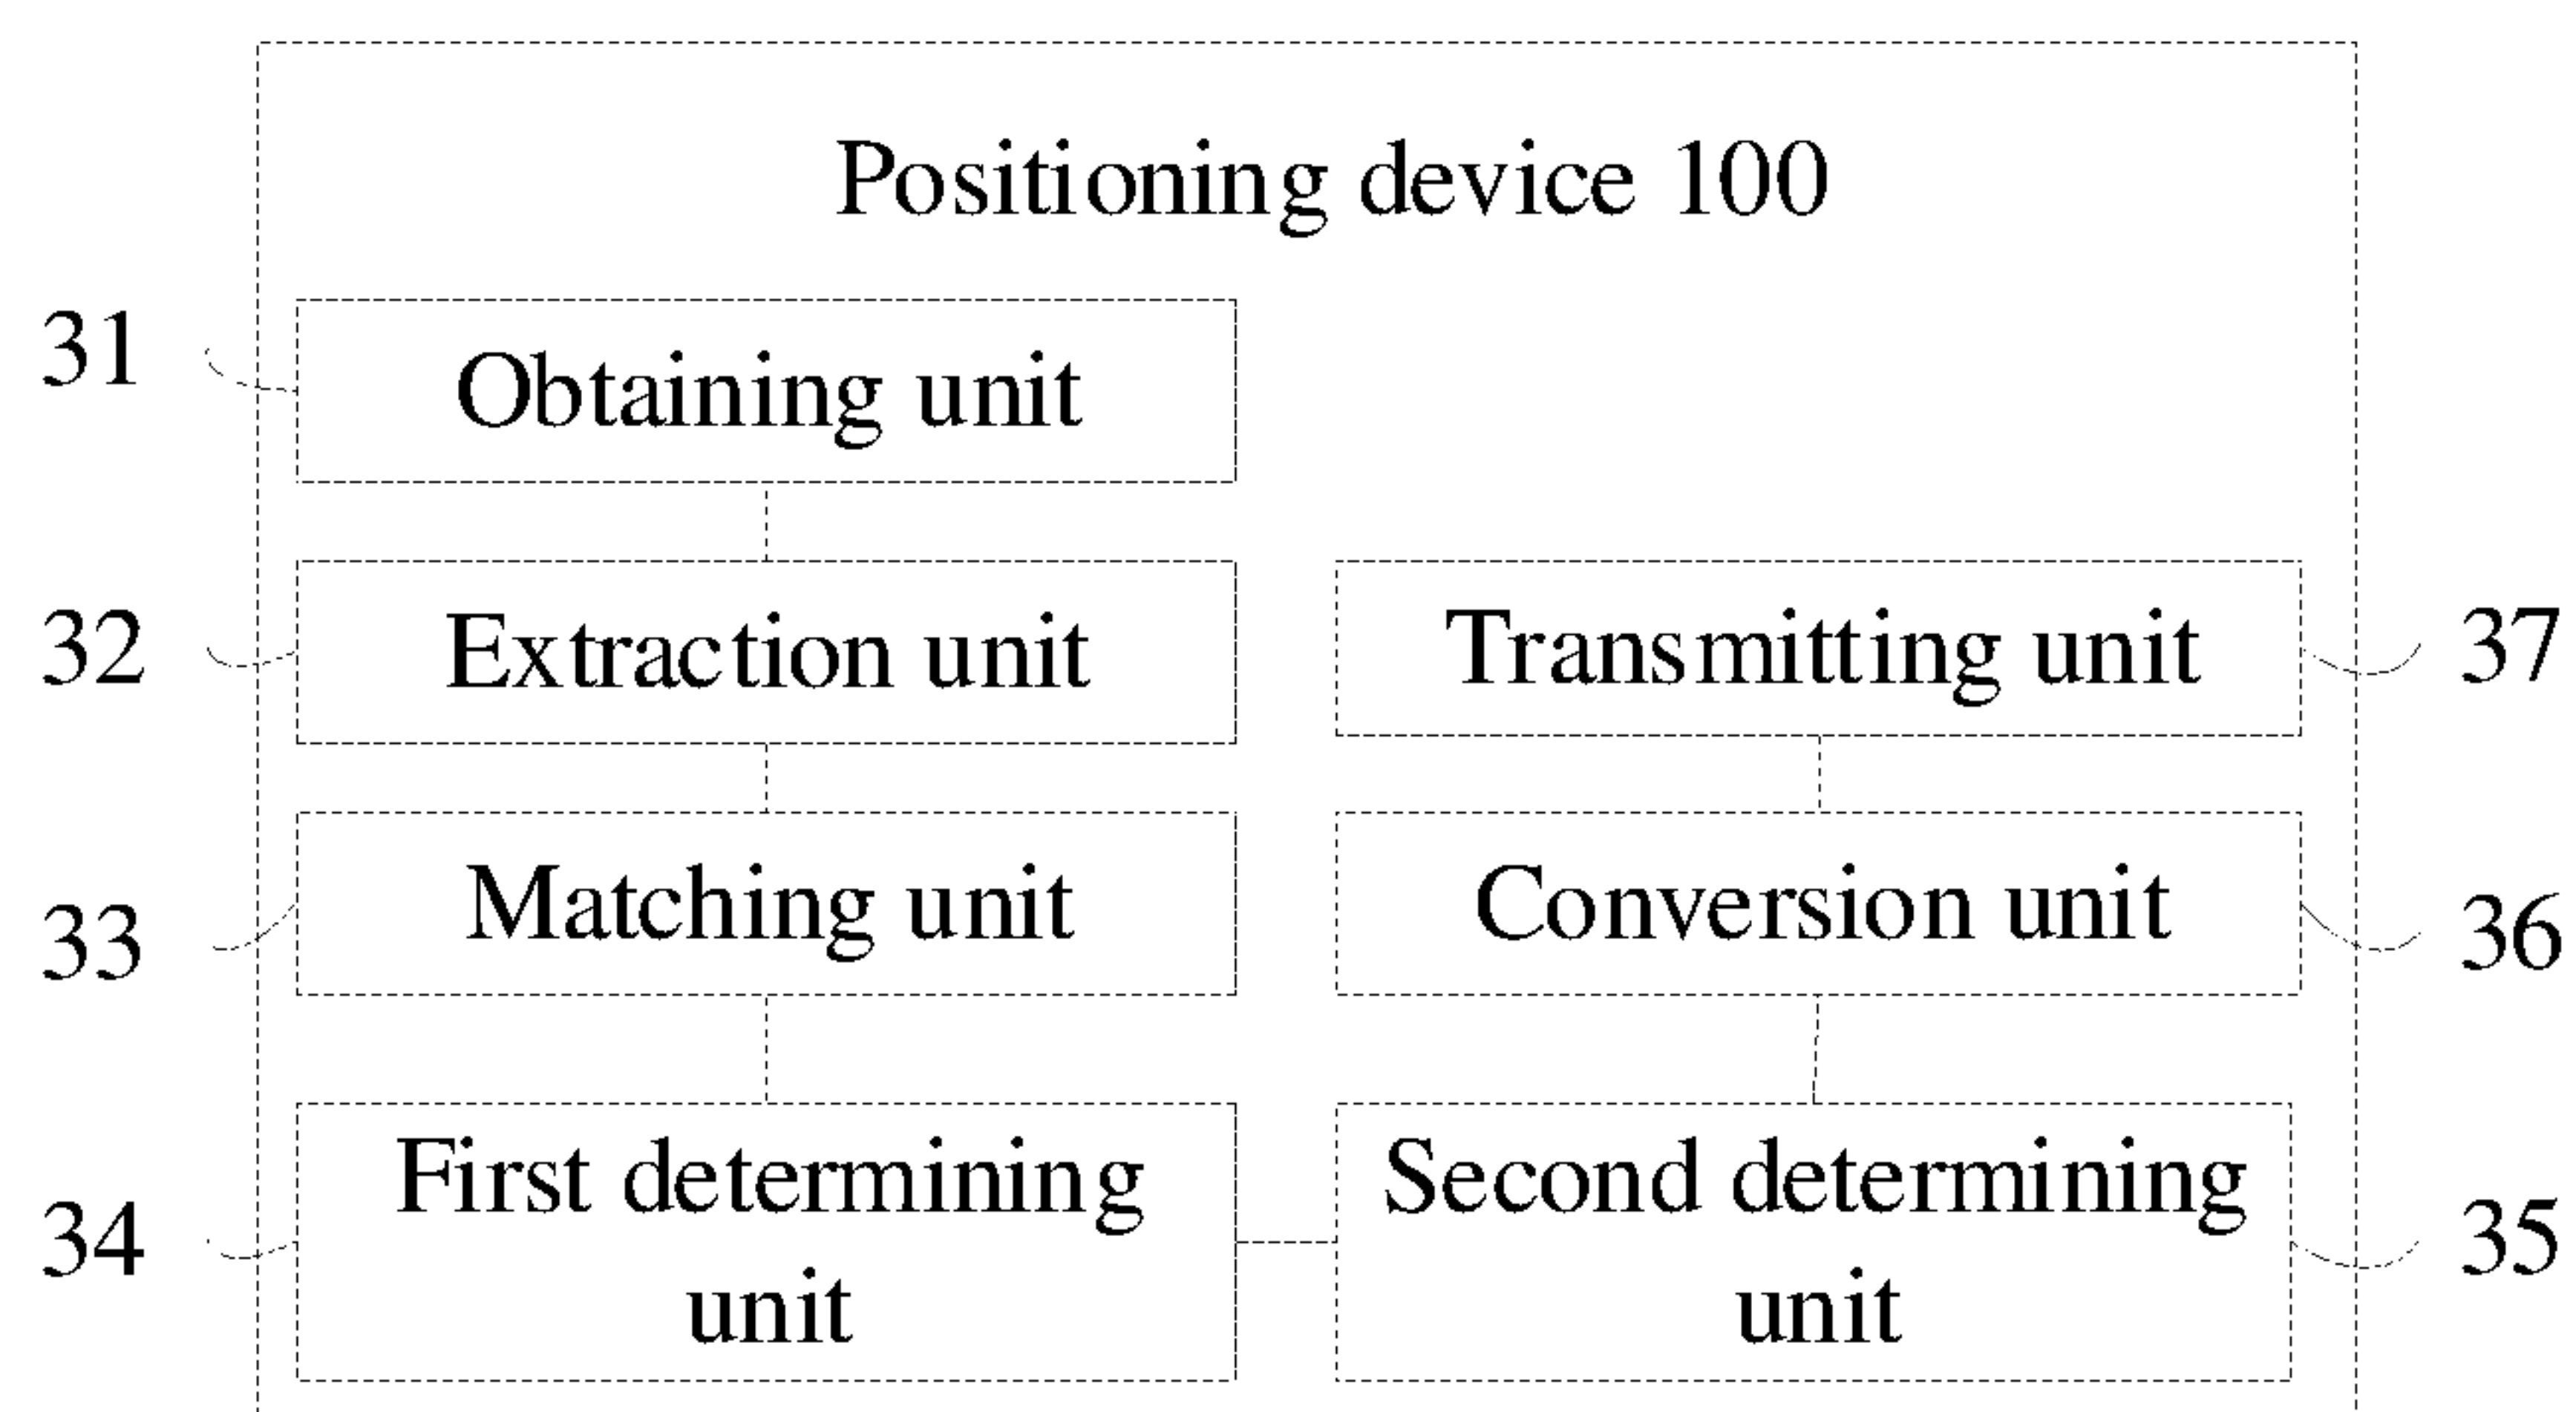 Positioning device 100
31
Obtaining unit
32
Extraction unit
Transmitting unit
37
33
Matching unit
Conversion unit
36
34
First determining
unit
Second determining
unit
35